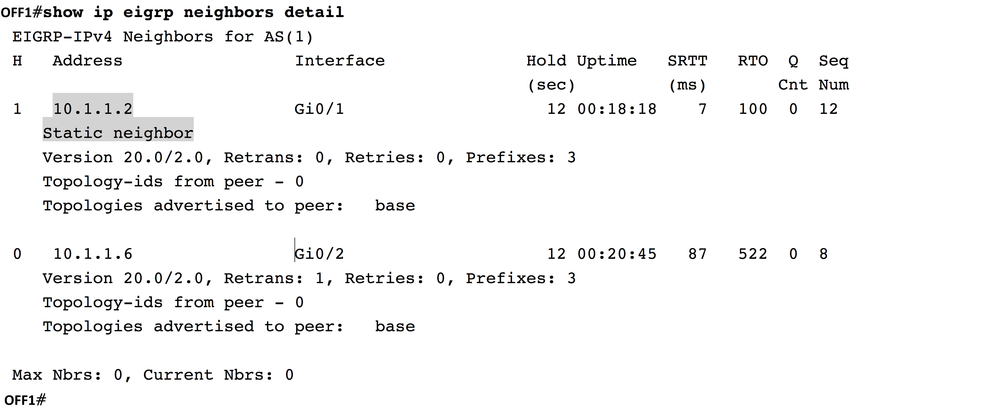 OFF1#show ip eigrp neighbors detail
EIGRP-IPv4 Neighbors for AS(1)
H   Address                 Interface              Hold Uptime   SRTT   RTO  Q  Seq
                                                   (sec)         (ms)       Cnt Num
1   10.1.1.2                Gi0/1                    12 00:18:18    7   100  0  12
   Static neighbor
   Version 20.0/2.0, Retrans: 0, Retries: 0, Prefixes: 3
   Topology-ids from peer - 0
   Topologies advertised to peer:   base
0   10.1.1.6                Gi0/2                    12 00:20:45   87   522  0  8
   Version 20.0/2.0, Retrans: 1, Retries: 0, Prefixes: 3
   Topology-ids from peer - 0
   Topologies advertised to peer:   base
Max Nbrs: 0, Current Nbrs: 0
OFF1#